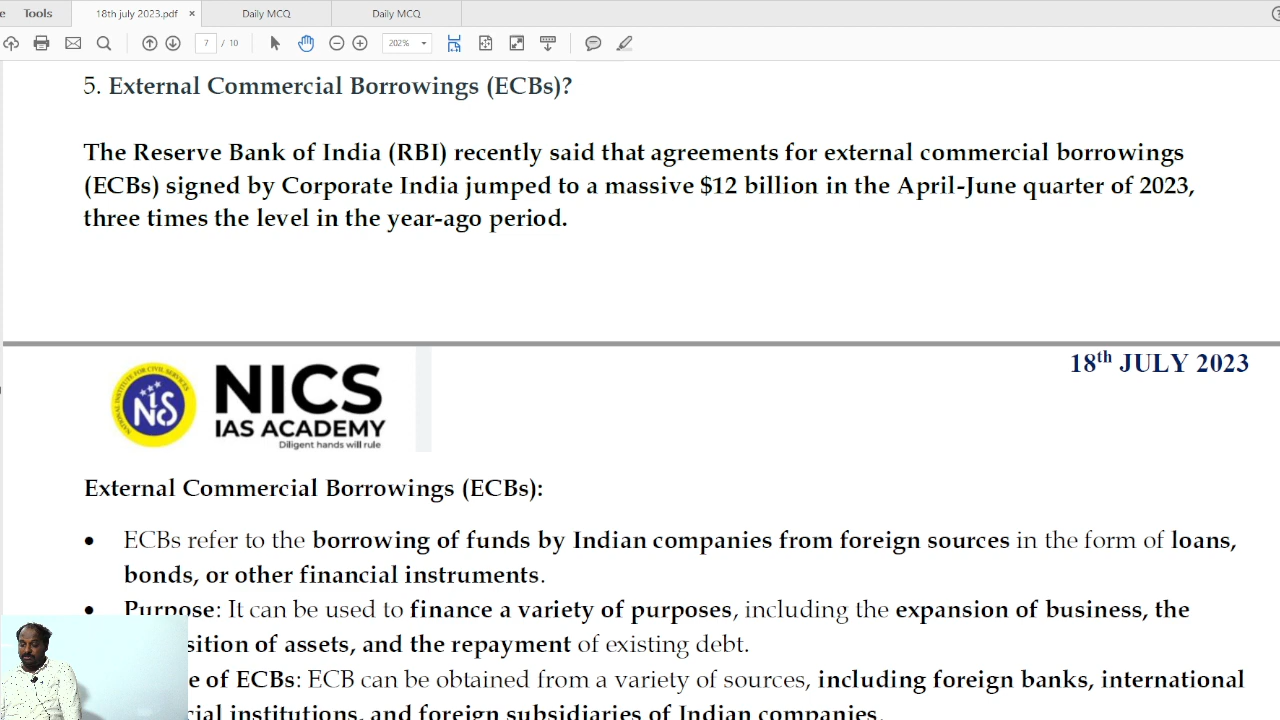 Tools
18th july 2023.pdf ×
Daily MCQ
Daily MCQ
7 / 10
202%
5. External Commercial Borrowings (ECBs)?
The Reserve Bank of India (RBI) recently said that agreements for external commercial borrowings
(ECBs) signed by Corporate India jumped to a massive $12 billion in the April-June quarter of 2023,
three times the level in the year-ago period.
18th JULY 2023
NATIONAL INSTITUTE FOR CIVIL SERVICES
NICS
NICS
IAS ACADEMY
Diligent hands will rule
External Commercial Borrowings (ECBs):
• ECBs refer to the borrowing of funds by Indian companies from foreign sources in the form of loans,
bonds, or other financial instruments.
• Purpose: It can be used to finance a variety of purposes, including the expansion of business, the
sition of assets, and the repayment of existing debt.
e of ECBs: ECB can be obtained from a variety of sources, including foreign banks, international
cial institutions, and foreign subsidiaries of Indian companies.